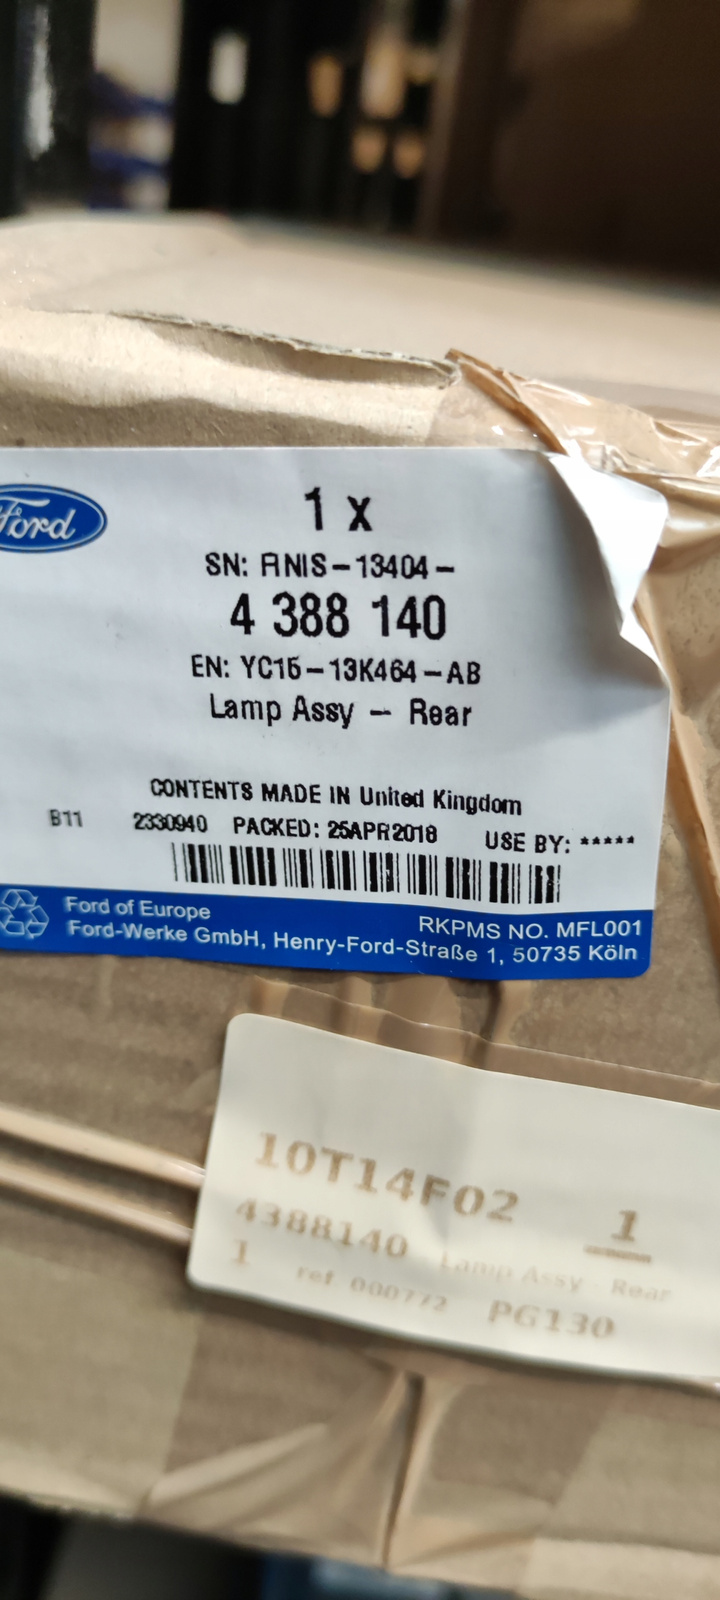 Ford
1 x
SN: FINIS-13404-
4 388 140
EN: YC15-13K464-AB
Lamp Assy - Rear
CONTENTS MADE IN United Kingdom
B11 2330940 PACKED: 25APR2018 USE BY: *****
Ford of Europe
RKPMS NO. MFL001
Ford-Werke GmbH, Henry-Ford-Straße 1, 50735 Köln
10T14F02 1
4388140 Lamp Assy - Rear
1 ref 000772 PG130